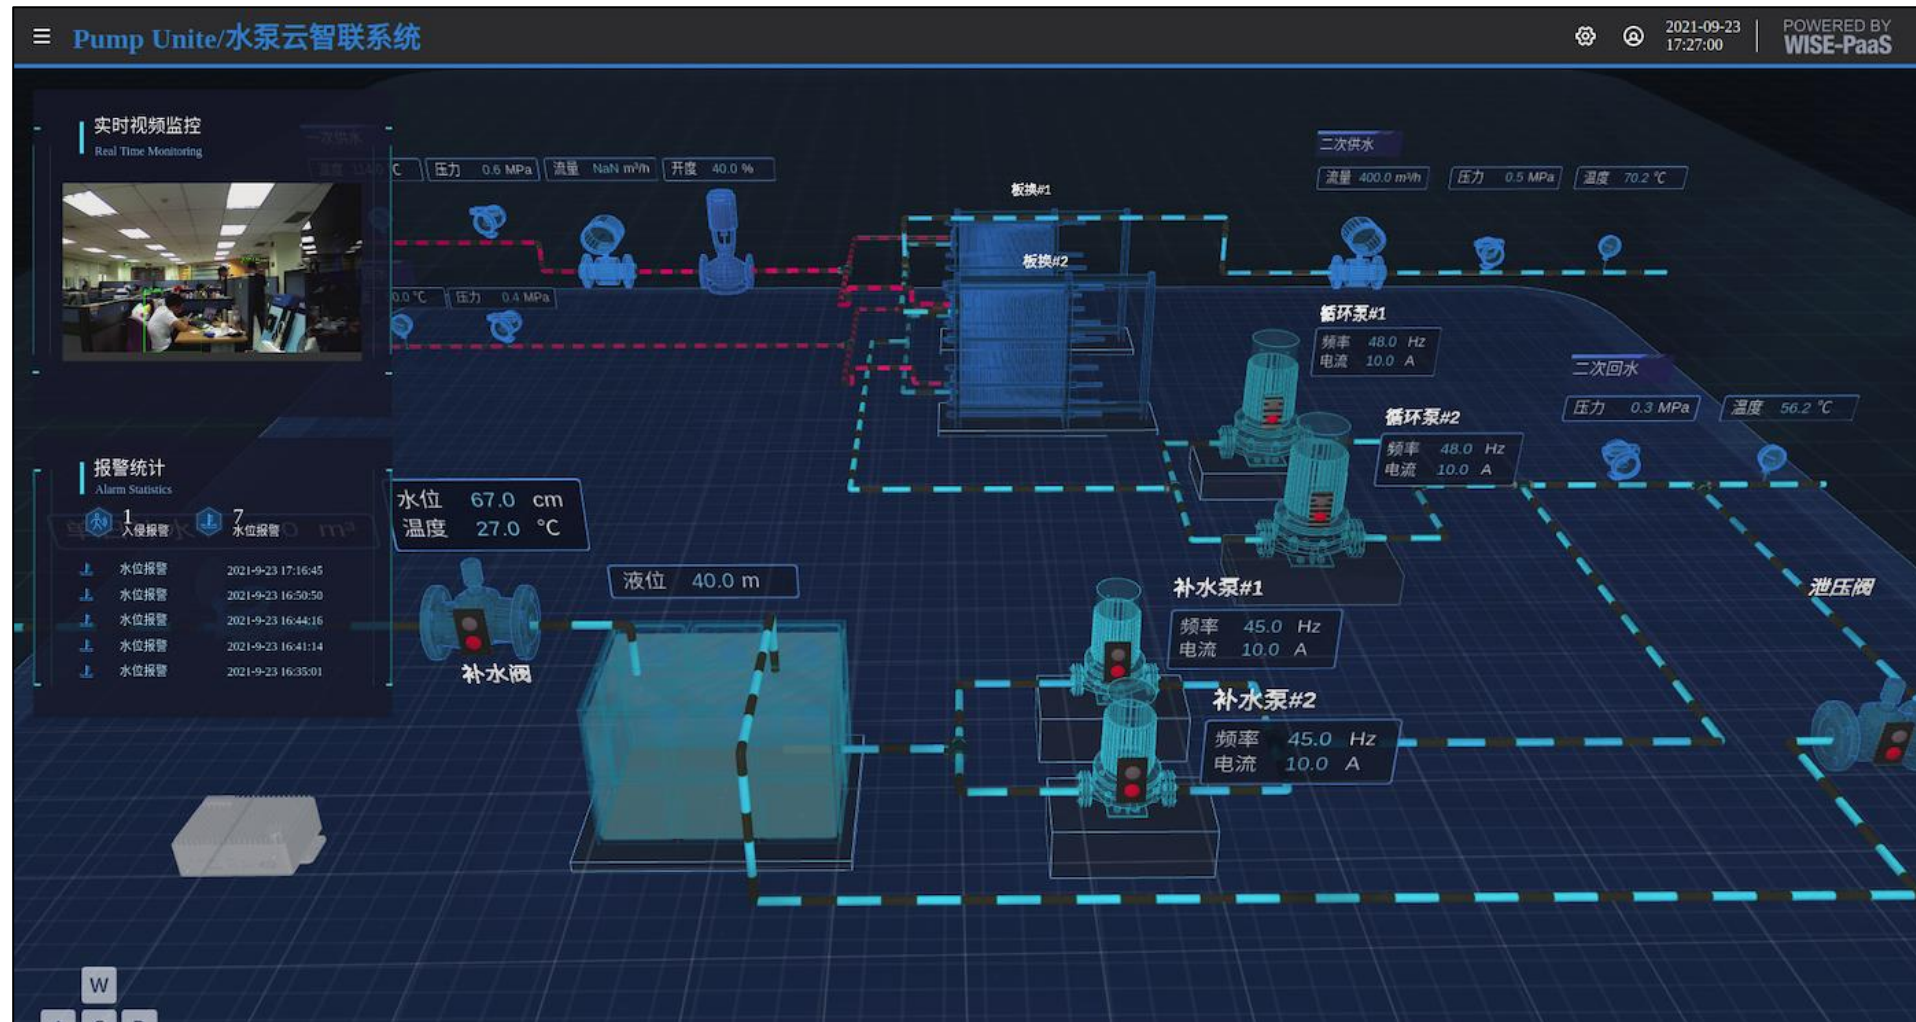 Pump Unite/水泵云智联系统
2021-09-23
17:27:00
POWERED BY
WISE-PaaS
实时视频监控
Real Time Monitoring
一次供水
温度 ℃
压力 0.6 MPa
流量 NaN m³/h
开度 40.0 %
二次供水
流量 400.0 m³/h
压力 0.5 MPa
温度 70.2 ℃
板换#1
板换#2
0.0 ℃
压力 0.4 MPa
循环泵#1
频率 48.0 Hz
电流 10.0 A
二次回水
压力 0.3 MPa
温度 56.2 ℃
循环泵#2
频率 48.0 Hz
电流 10.0 A
报警统计
Alarm Statistics
1
入侵报警
7
水位报警
m³
水位报警 2021-9-23 17:16:45
水位报警 2021-9-23 16:50:50
水位报警 2021-9-23 16:44:16
水位报警 2021-9-23 16:41:14
水位报警 2021-9-23 16:35:01
水位 67.0 cm
温度 27.0 ℃
液位 40.0 m
补水阀
补水泵#1
频率 45.0 Hz
电流 10.0 A
泄压阀
补水泵#2
频率 45.0 Hz
电流 10.0 A
W